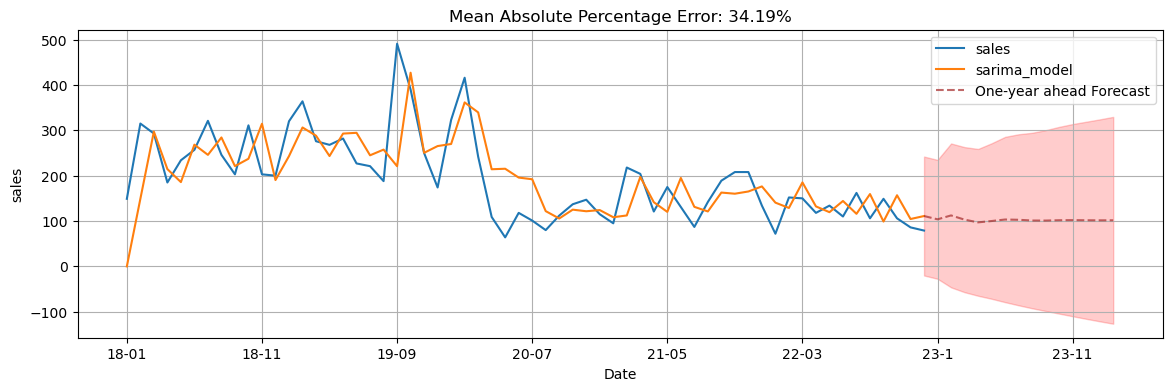 Mean Absolute Percentage Error: 34.19%
500
400
300
200
100
0
−100
sales
sales
sarima_model
One-year ahead Forecast
18-01
18-11
19-09
20-07
21-05
22-03
23-1
23-11
Date